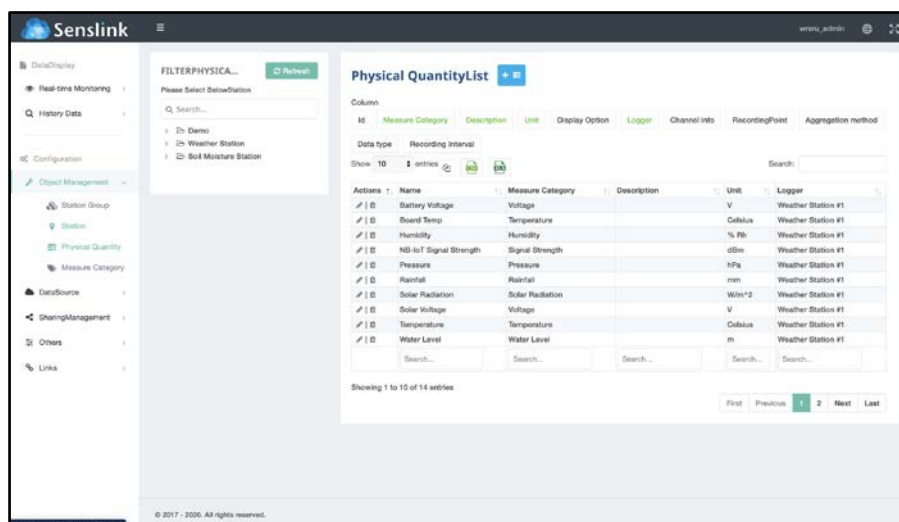 Senslink
wrsru_admin
DataDisplay
Real-time Monitoring
History Data
Configuration
Object Management
Station Group
Station
Physical Quantity
Measure Category
DataSource
SharingManagement
Others
Links
FILTERPHYSICA...
Refresh
Please Select BelowStation
Search...
Demo
Weather Station
Soil Moisture Station
Physical QuantityList
Column
Id Measure Category Description Unit Display Option Logger Channel Info RecordingPoint Aggregation method
Data type Recording Interval
Show 10 entries
Search:
Actions Name Measure Category Description Unit Logger
Battery Voltage Voltage V Weather Station #1
Board Temp Temperature Celsius Weather Station #1
Humidity Humidity % Rh Weather Station #1
NB-IoT Signal Strength Signal Strength dBm Weather Station #1
Pressure Pressure hPa Weather Station #1
Rainfall Rainfall mm Weather Station #1
Solar Radiation Solar Radiation W/m^2 Weather Station #1
Solar Voltage Voltage V Weather Station #1
Temperature Temperature Celsius Weather Station #1
Water Level Water Level m Weather Station #1
Search... Search... Search... Search... Search...
Showing 1 to 10 of 14 entries
First Previous 1 2 Next Last
© 2017 - 2020. All rights reserved.